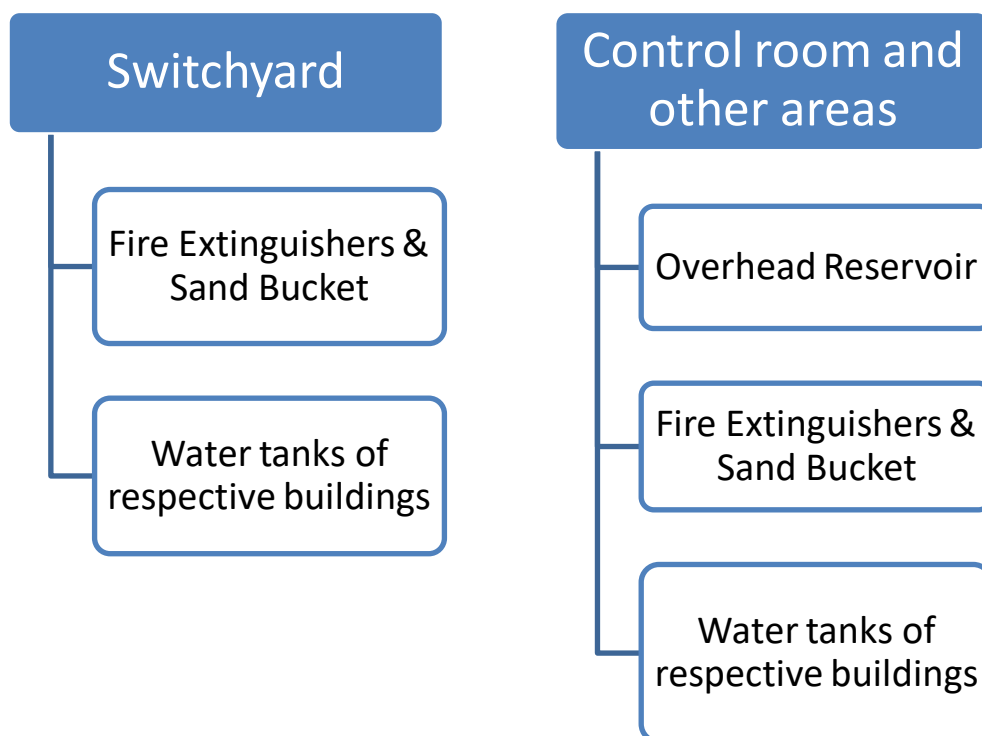 Switchyard
Fire Extinguishers &
Sand Bucket
Water tanks of
respective buildings
Control room and
other areas
Overhead Reservoir
Fire Extinguishers &
Sand Bucket
Water tanks of
respective buildings